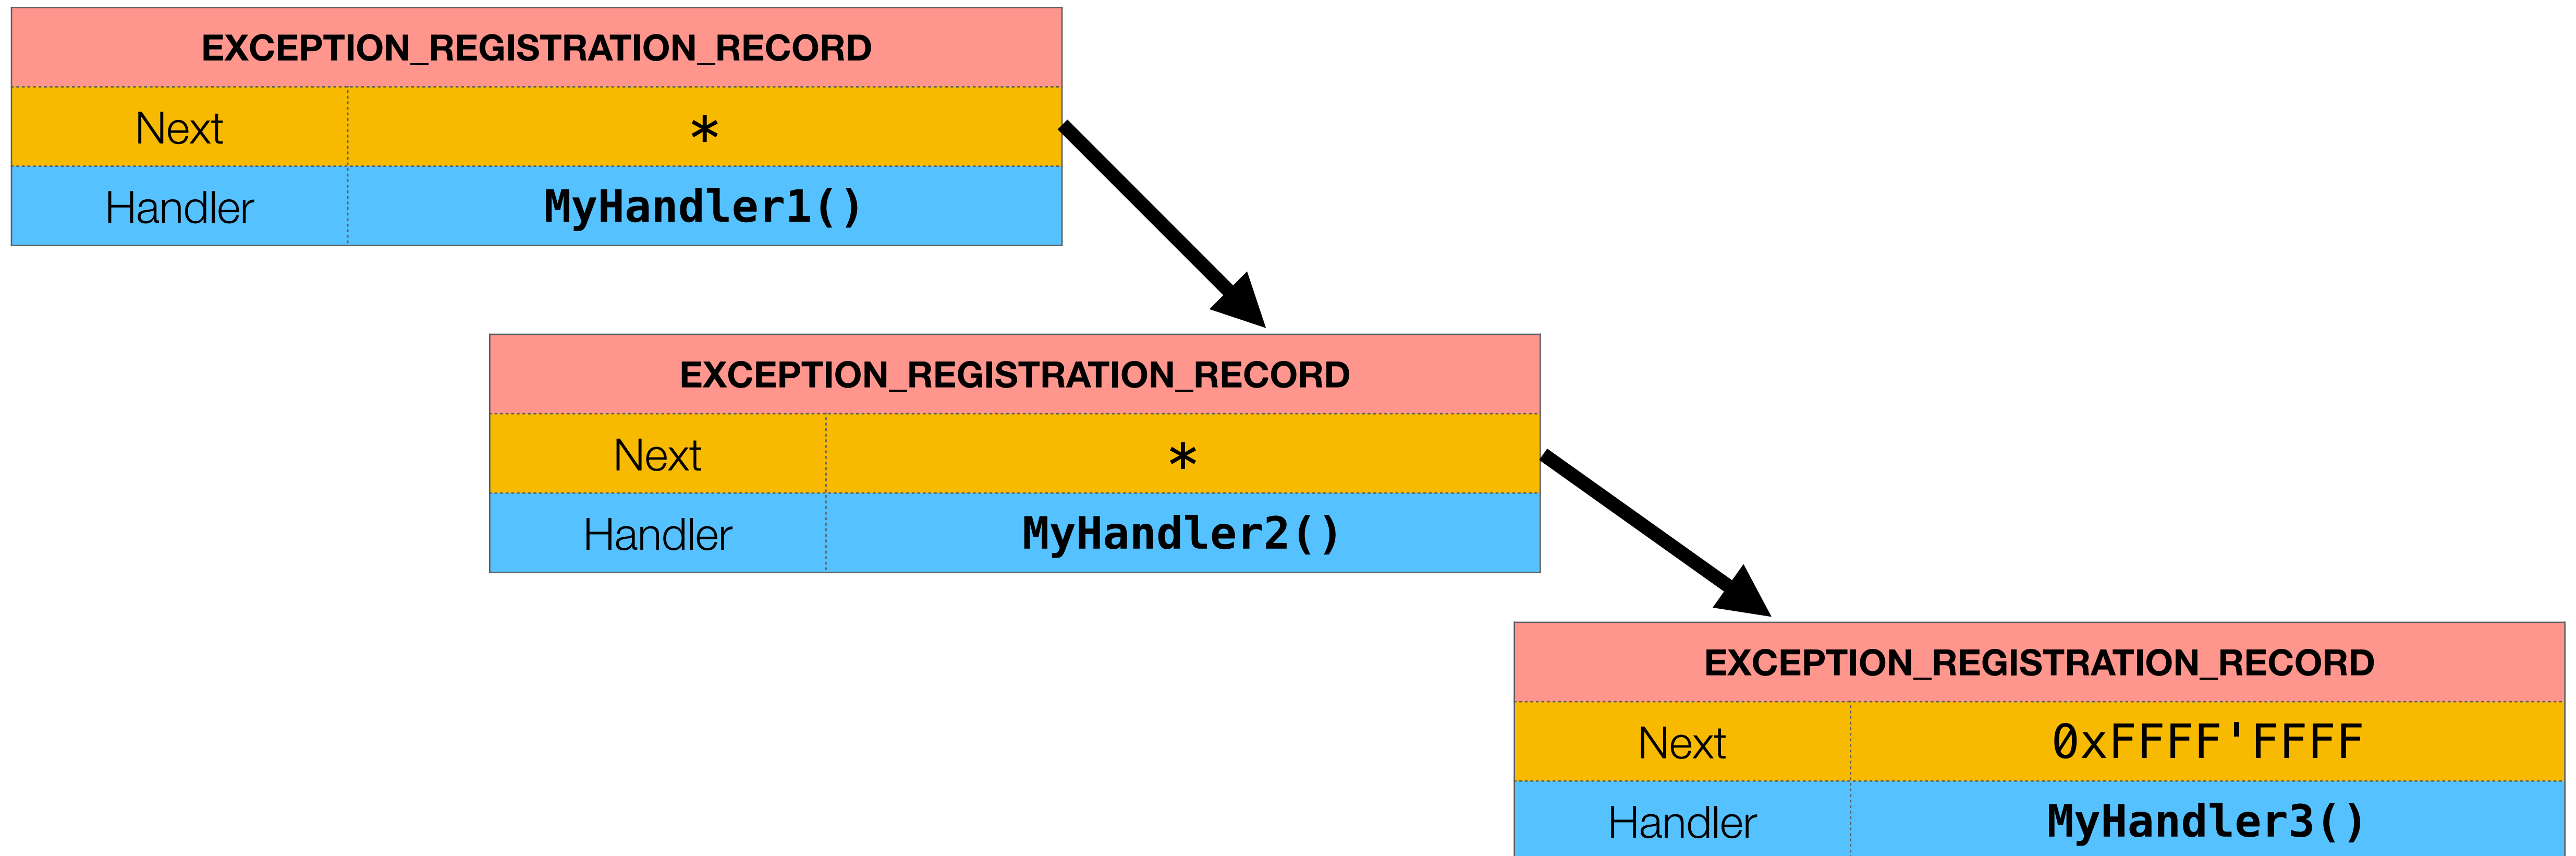 EXCEPTION_REGISTRATION_RECORD
Next *
Handler MyHandler1()
EXCEPTION_REGISTRATION_RECORD
Next *
Handler MyHandler2()
EXCEPTION_REGISTRATION_RECORD
Next 0xFFFF'FFFF
Handler MyHandler3()